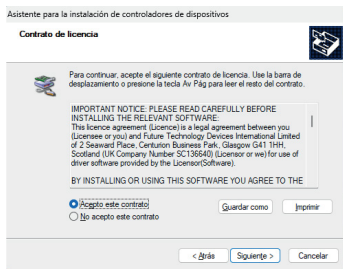 Asistente para la instalación de controladores de dispositivos
Contrato de licencia
Para continuar, acepte el siguiente contrato de licencia. Use la barra de
desplazamiento o presione la tecla Av Pág para leer el resto del contrato.
IMPORTANT NOTICE: PLEASE READ CAREFULLY BEFORE
INSTALLING THE RELEVANT SOFTWARE:
This licence agreement (Licence) is a legal agreement between you
(Licensee or you) and Future Technology Devices International Limited
of 2 Seaward Place, Centurion Business Park, Glasgow G41 1HH,
Scotland (UK Company Number SC136640) (Licensor or we) for use of
driver software provided by the Licensor(Software).
BY INSTALLING OR USING THIS SOFTWARE YOU AGREE TO THE
Acepto este contrato
No acepto este contrato
Guardar como
Imprimir
< Atrás
Siguiente >
Cancelar